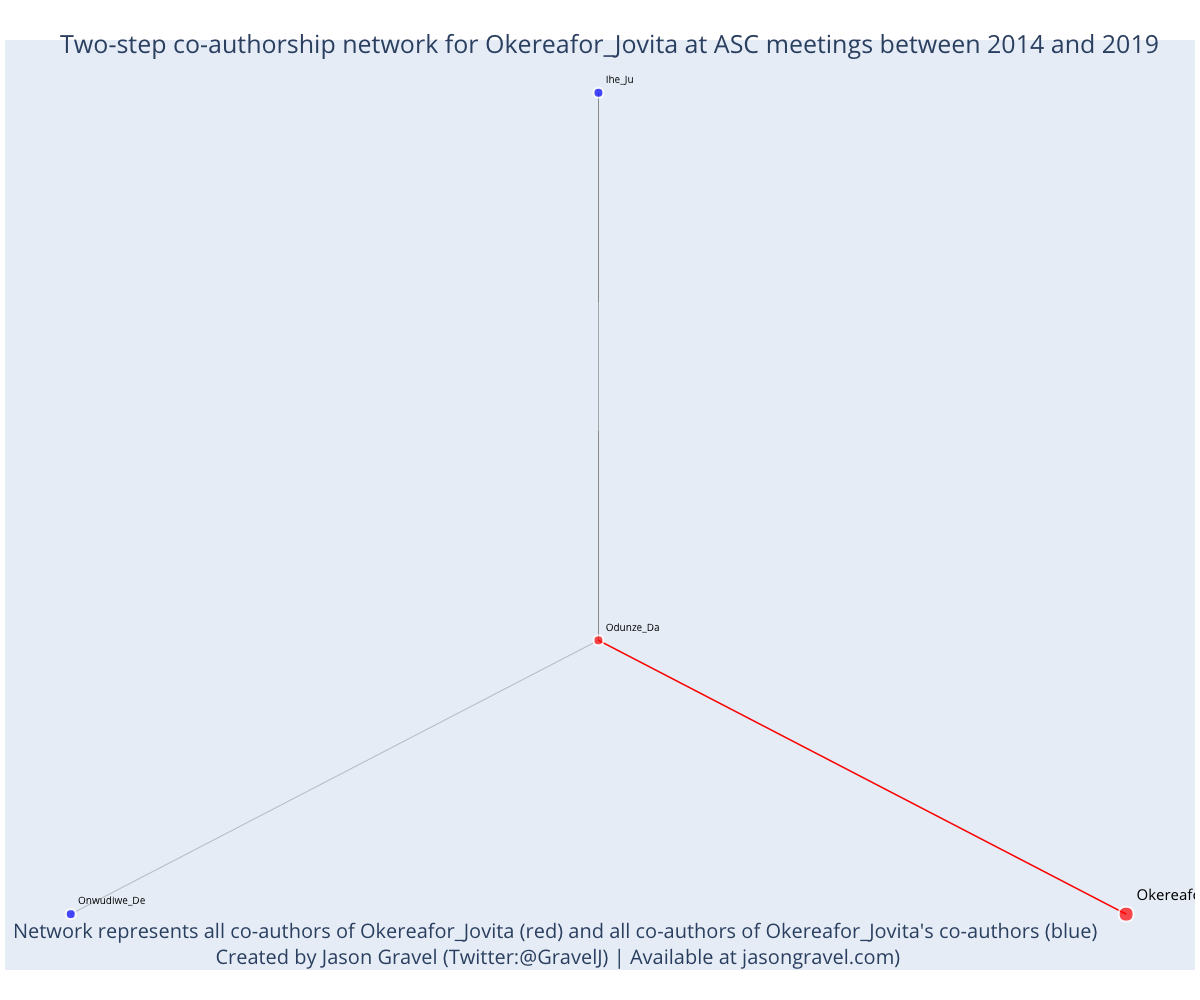 Two-step co-authorship network for Okereafor_Jovita at ASC meetings between 2014 and 2019
Ihe_Ju
Odunze_Da
Okereafo
Onwudiwe_De
Network represents all co-authors of Okereafor_Jovita (red) and all co-authors of Okereafor_Jovita's co-authors (blue)
Created by Jason Gravel (Twitter:@GravelJ) | Available at jasongravel.com)